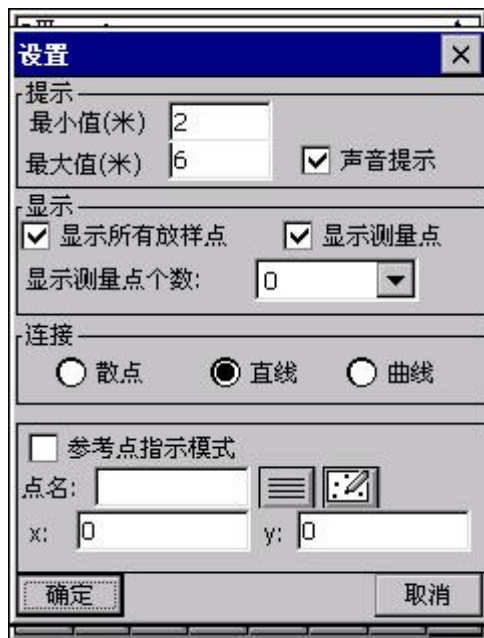 设置
提示
最小值(米) 2
最大值(米) 6 声音提示
显示
显示所有放样点 显示测量点
显示测量点个数: 0
连接
散点 直线 曲线
参考点指示模式
点名:
x: 0 y: 0
确定 取消